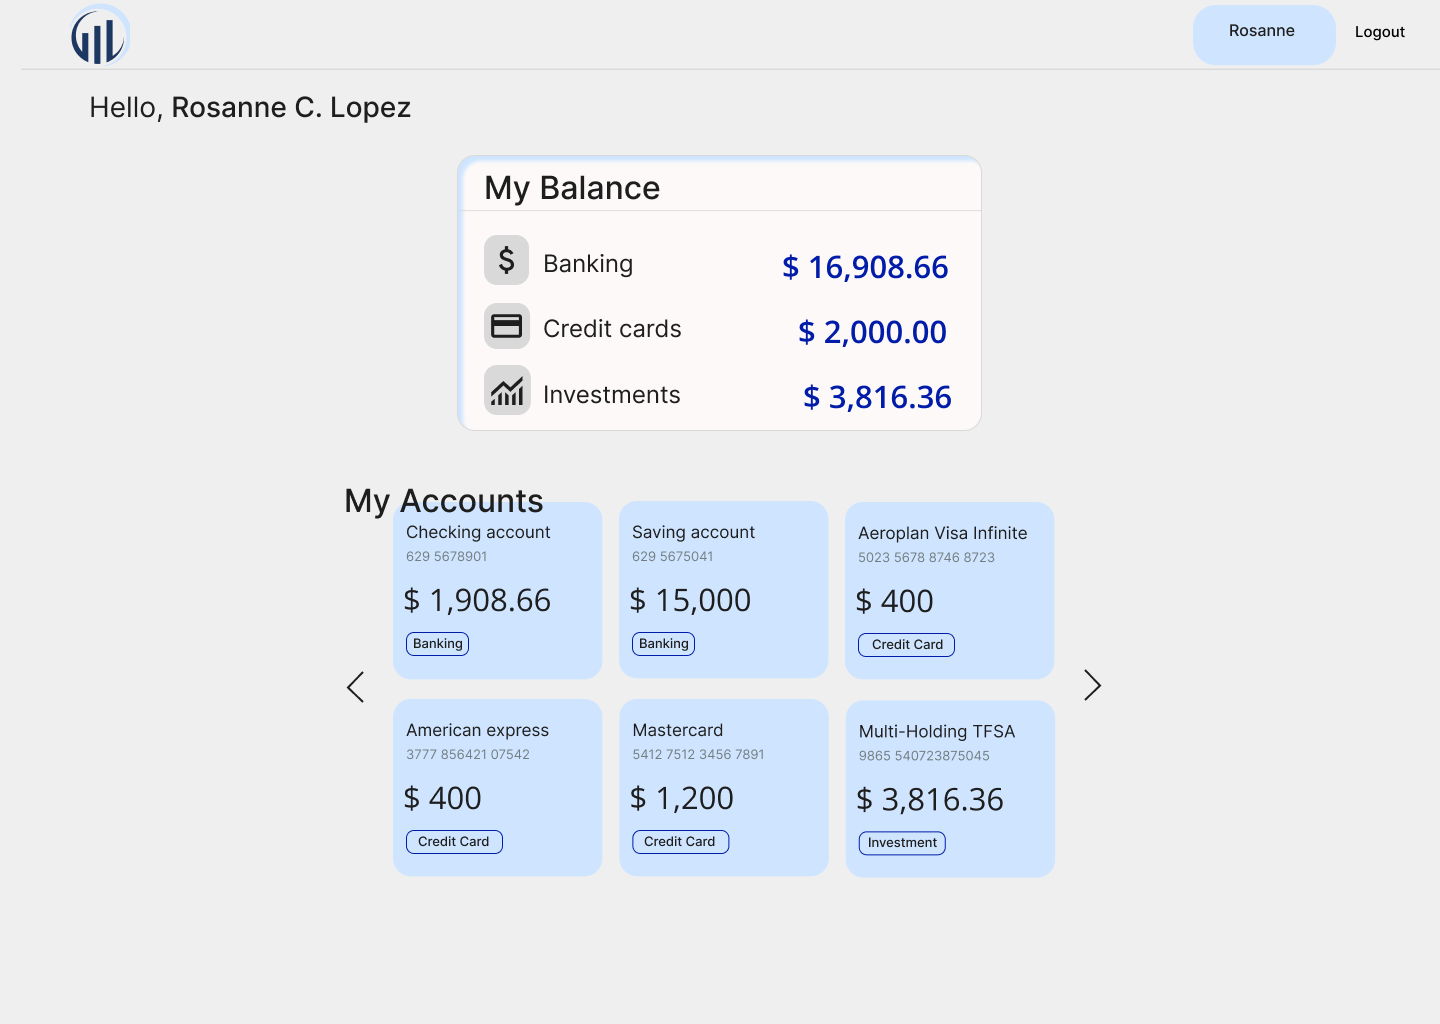 Rosanne
Logout
Hello, Rosanne C. Lopez
My Balance
$
Banking
$ 16,908.66
Credit cards
$ 2,000.00
Investments
$ 3,816.36
My Accounts
Checking account
629 5678901
$ 1,908.66
Banking
Saving account
629 5675041
$ 15,000
Banking
Aeroplan Visa Infinite
5023 5678 8746 8723
$ 400
Credit Card
American express
3777 856421 07542
$ 400
Credit Card
Mastercard
5412 7512 3456 7891
$ 1,200
Credit Card
Multi-Holding TFSA
9865 540723875045
$ 3,816.36
Investment